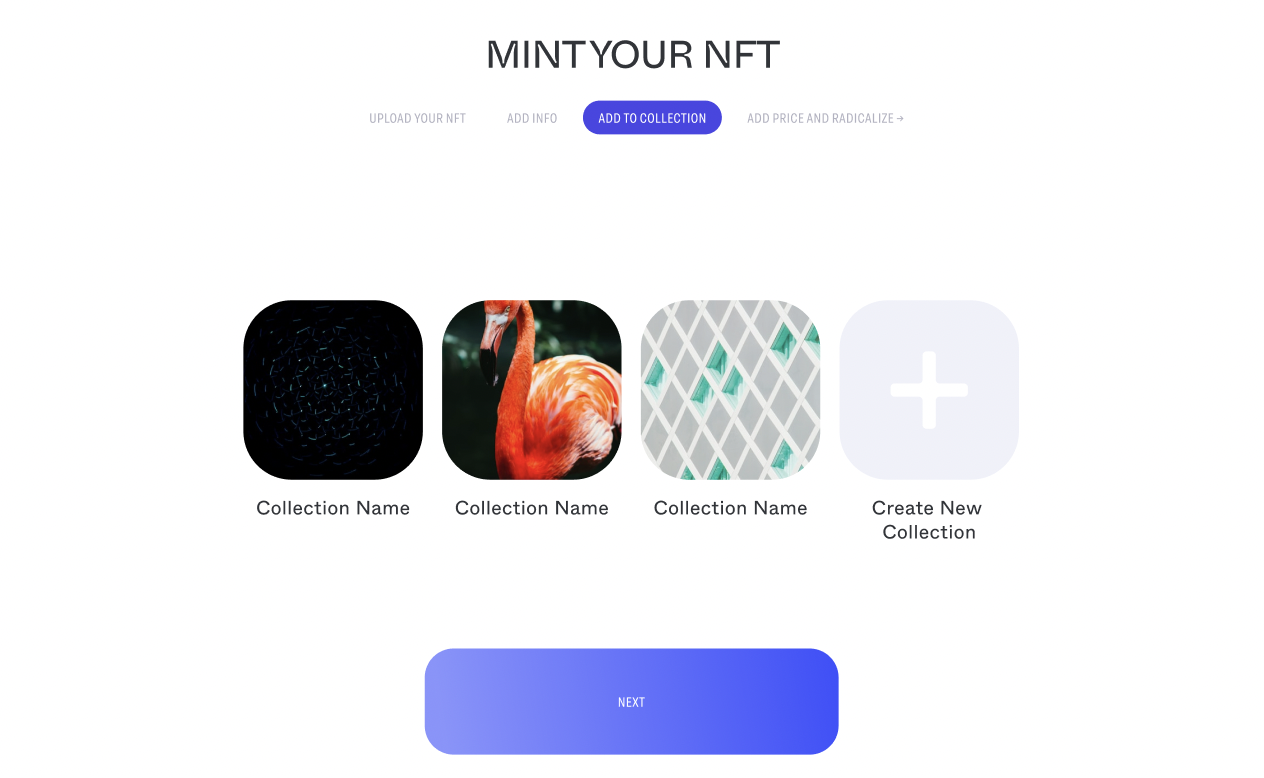 MINT YOUR NFT
UPLOAD YOUR NFT
ADD INFO
ADD TO COLLECTION
ADD PRICE AND RADICALIZE →
Collection Name
Collection Name
Collection Name
Create New
Collection
NEXT